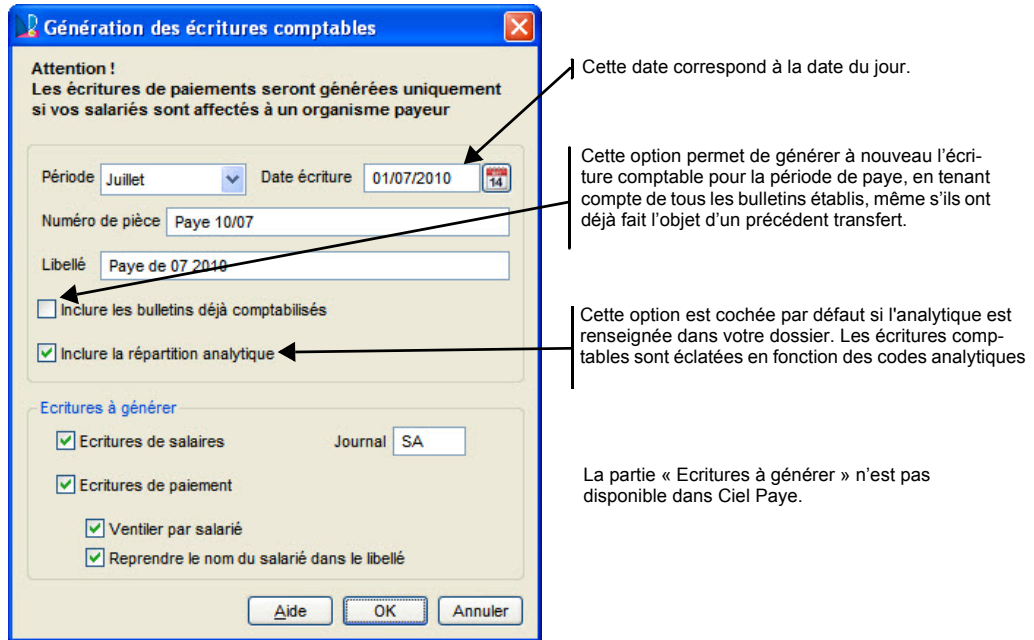 Génération des écritures comptables
Attention !
Les écritures de paiements seront générées uniquement
si vos salariés sont affectés à un organisme payeur
Période Juillet Date écriture 01/07/2010 14
Numéro de pièce Paye 10/07
Libellé Paye de 07 2010
Inclure les bulletins déjà comptabilisés
Inclure la répartition analytique
Ecritures à générer
Ecritures de salaires Journal SA
Ecritures de paiement
Ventiler par salarié
Reprendre le nom du salarié dans le libellé
Aide OK Annuler
Cette date correspond à la date du jour.
Cette option permet de générer à nouveau l’écri-
ture comptable pour la période de paye, en tenant
compte de tous les bulletins établis, même s’ils ont
déjà fait l’objet d’un précédent transfert.
Cette option est cochée par défaut si l'analytique est
renseignée dans votre dossier. Les écritures comp-
tables sont éclatées en fonction des codes analytiques
La partie « Ecritures à générer » n’est pas
disponible dans Ciel Paye.